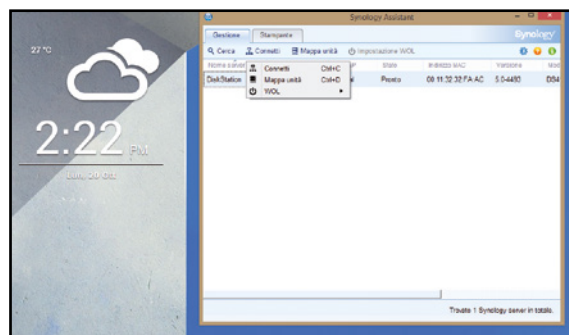 Synology Assistant
Gestione Stampante
Synology
Cerca Connetti Mappa unità Impostazione WOL
Nome server IP Stato Indirizzo MAC Versione
DiskStation Pronto 00:11:32:32:FA:AC 5.0-4493
Connetti Ctrl+C
Mappa unità Ctrl+D
WOL
27 °C
2:22 PM
Trovato 1 Synology server in totale.